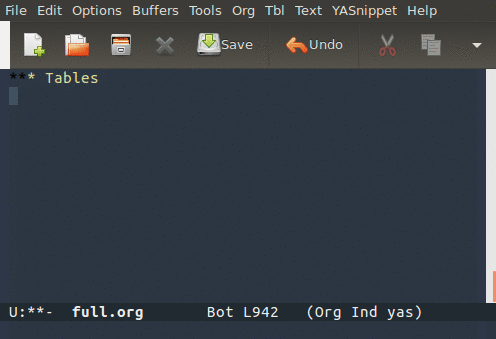 File Edit Options Buffers Tools Org Tbl Text YASnippet Help
Save Undo
*** Tables
U:**- full.org Bot L942 (Org Ind yas)